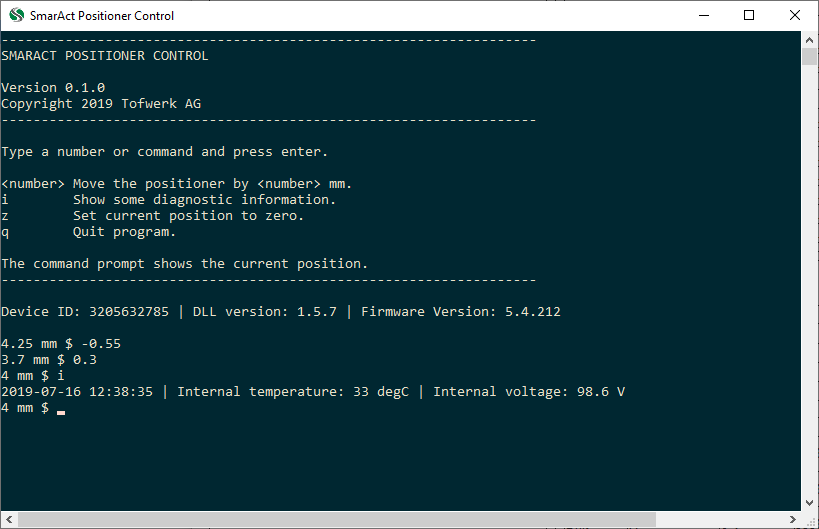 SmarAct Positioner Control
-------------------------------------------------------------------
SMARACT POSITIONER CONTROL
Version 0.1.0
Copyright 2019 Tofwerk AG
-------------------------------------------------------------------
Type a number or command and press enter.
<number> Move the positioner by <number> mm.
i        Show some diagnostic information.
z        Set current position to zero.
q        Quit program.
The command prompt shows the current position.
-------------------------------------------------------------------
Device ID: 3205632785 | DLL version: 1.5.7 | Firmware Version: 5.4.212
4.25 mm $ -0.55
3.7 mm $ 0.3
4 mm $ i
2019-07-16 12:38:35 | Internal temperature: 33 degC | Internal voltage: 98.6 V
4 mm $ _